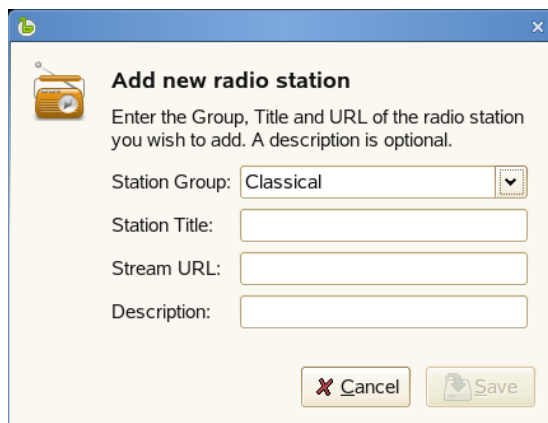 Add new radio station
Enter the Group, Title and URL of the radio station
you wish to add. A description is optional.
Station Group: Classical
Station Title:
Stream URL:
Description:
Cancel Save